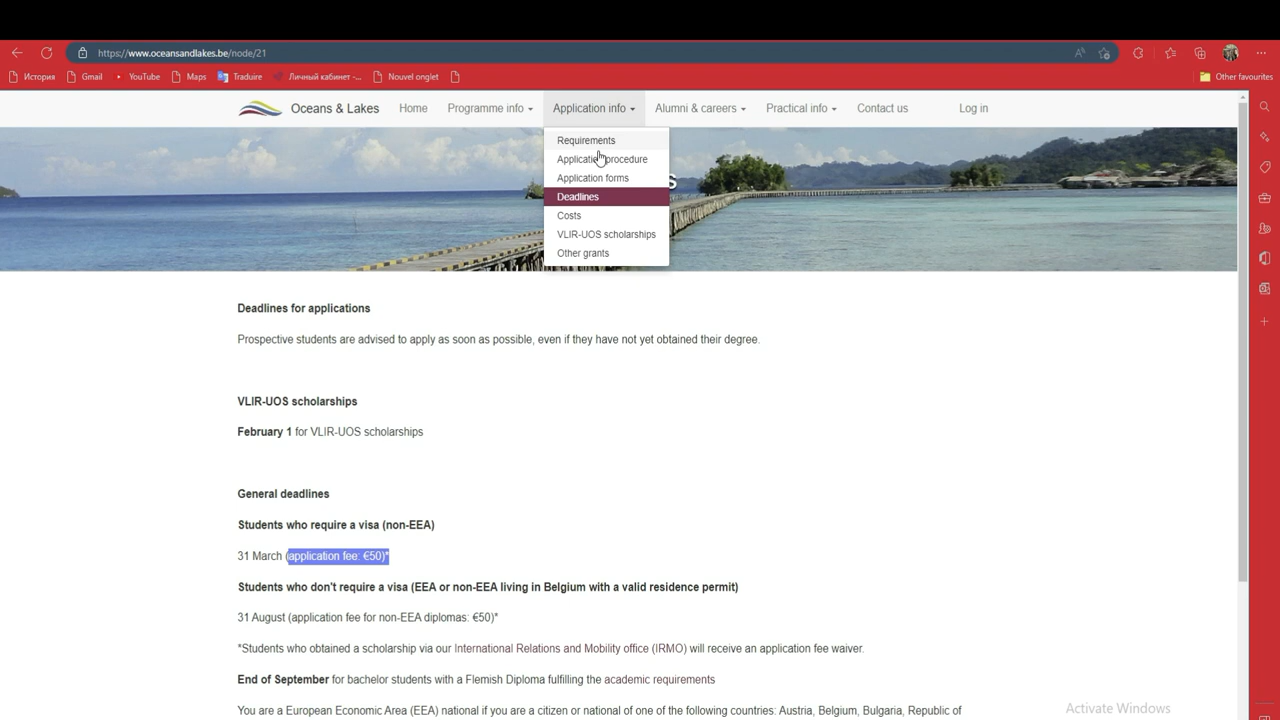 https://www.oceansandlakes.be/node/21
История Gmail YouTube Maps Traduire Личный кабинет -... Nouvel onglet Other favourites
Oceans & Lakes Home Programme info Application info Alumni & careers Practical info Contact us Log in
Requirements
Application procedure
Application forms
Deadlines
Costs
VLIR-UOS scholarships
Other grants
Deadlines for applications
Prospective students are advised to apply as soon as possible, even if they have not yet obtained their degree.
VLIR-UOS scholarships
February 1 for VLIR-UOS scholarships
General deadlines
Students who require a visa (non-EEA)
31 March (application fee: €50)*
Students who don't require a visa (EEA or non-EEA living in Belgium with a valid residence permit)
31 August (application fee for non-EEA diplomas: €50)*
*Students who obtained a scholarship via our International Relations and Mobility office (IRMO) will receive an application fee waiver.
End of September for bachelor students with a Flemish Diploma fulfilling the academic requirements
You are a European Economic Area (EEA) national if you are a citizen or national of one of the following countries: Austria, Belgium, Bulgaria, Republic of
Activate Windows